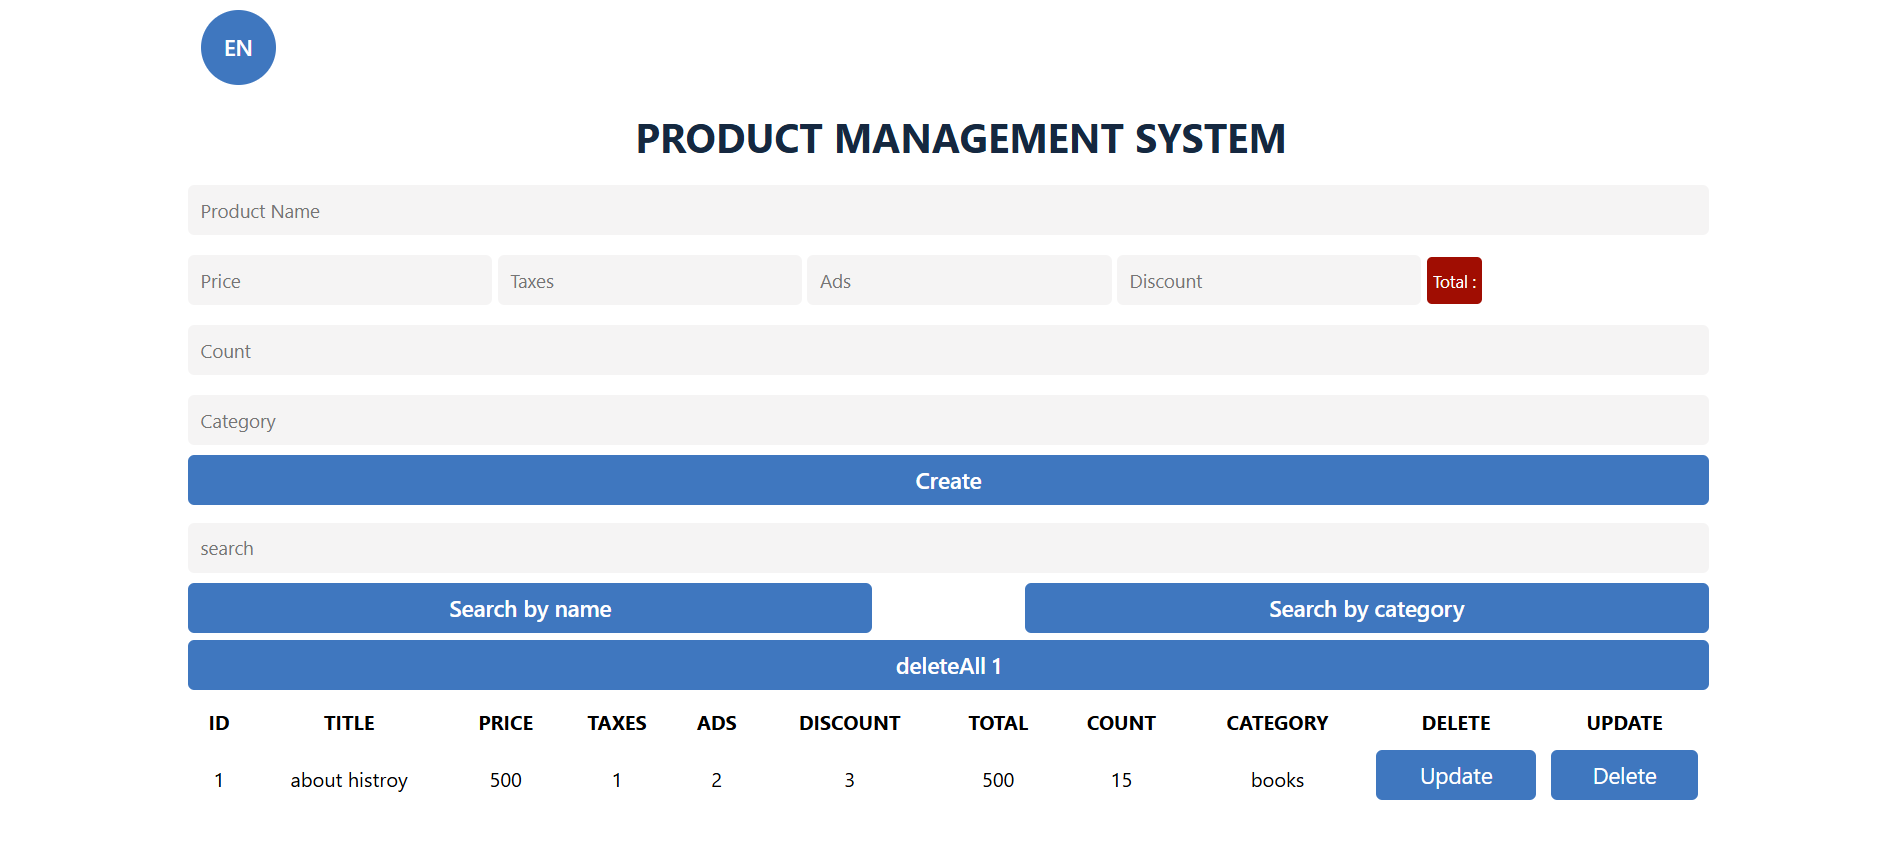 EN
PRODUCT MANAGEMENT SYSTEM
Product Name
Price Taxes Ads Discount Total :
Count
Category
Create
search
Search by name Search by category
deleteAll 1
ID TITLE PRICE TAXES ADS DISCOUNT TOTAL COUNT CATEGORY DELETE UPDATE
1 about histroy 500 1 2 3 500 15 books Update Delete